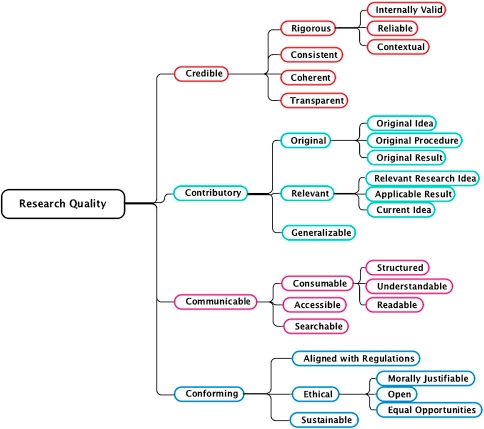 Research Quality
Credible
Rigorous
Internally Valid
Reliable
Contextual
Consistent
Coherent
Transparent
Contributory
Original
Original Idea
Original Procedure
Original Result
Relevant
Relevant Research Idea
Applicable Result
Current Idea
Generalizable
Communicable
Consumable
Structured
Understandable
Readable
Accessible
Searchable
Conforming
Aligned with Regulations
Ethical
Morally Justifiable
Open
Equal Opportunities
Sustainable